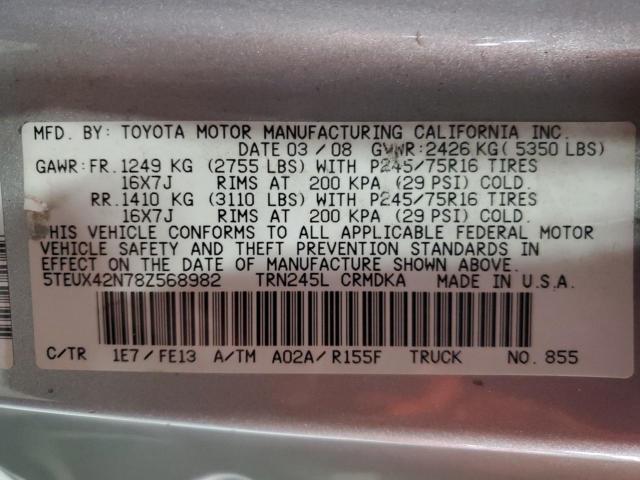 MFD. BY: TOYOTA MOTOR MANUFACTURING CALIFORNIA INC.
DATE 03 / 08 GVWR: 2426 KG ( 5350 LBS)
GAWR: FR. 1249 KG (2755 LBS) WITH P245/75R16 TIRES
16X7J RIMS AT 200 KPA (29 PSI) COLD.
RR. 1410 KG (3110 LBS) WITH P245/75R16 TIRES
16X7J RIMS AT 200 KPA (29 PSI) COLD.
THIS VEHICLE CONFORMS TO ALL APPLICABLE FEDERAL MOTOR
VEHICLE SAFETY AND THEFT PREVENTION STANDARDS IN
EFFECT ON THE DATE OF MANUFACTURE SHOWN ABOVE.
5TEUX42N78Z568982 TRN245L CRMDKA MADE IN U.S.A.
C/TR 1E7 / FE13 A/TM A02A / R155F TRUCK NO. 855